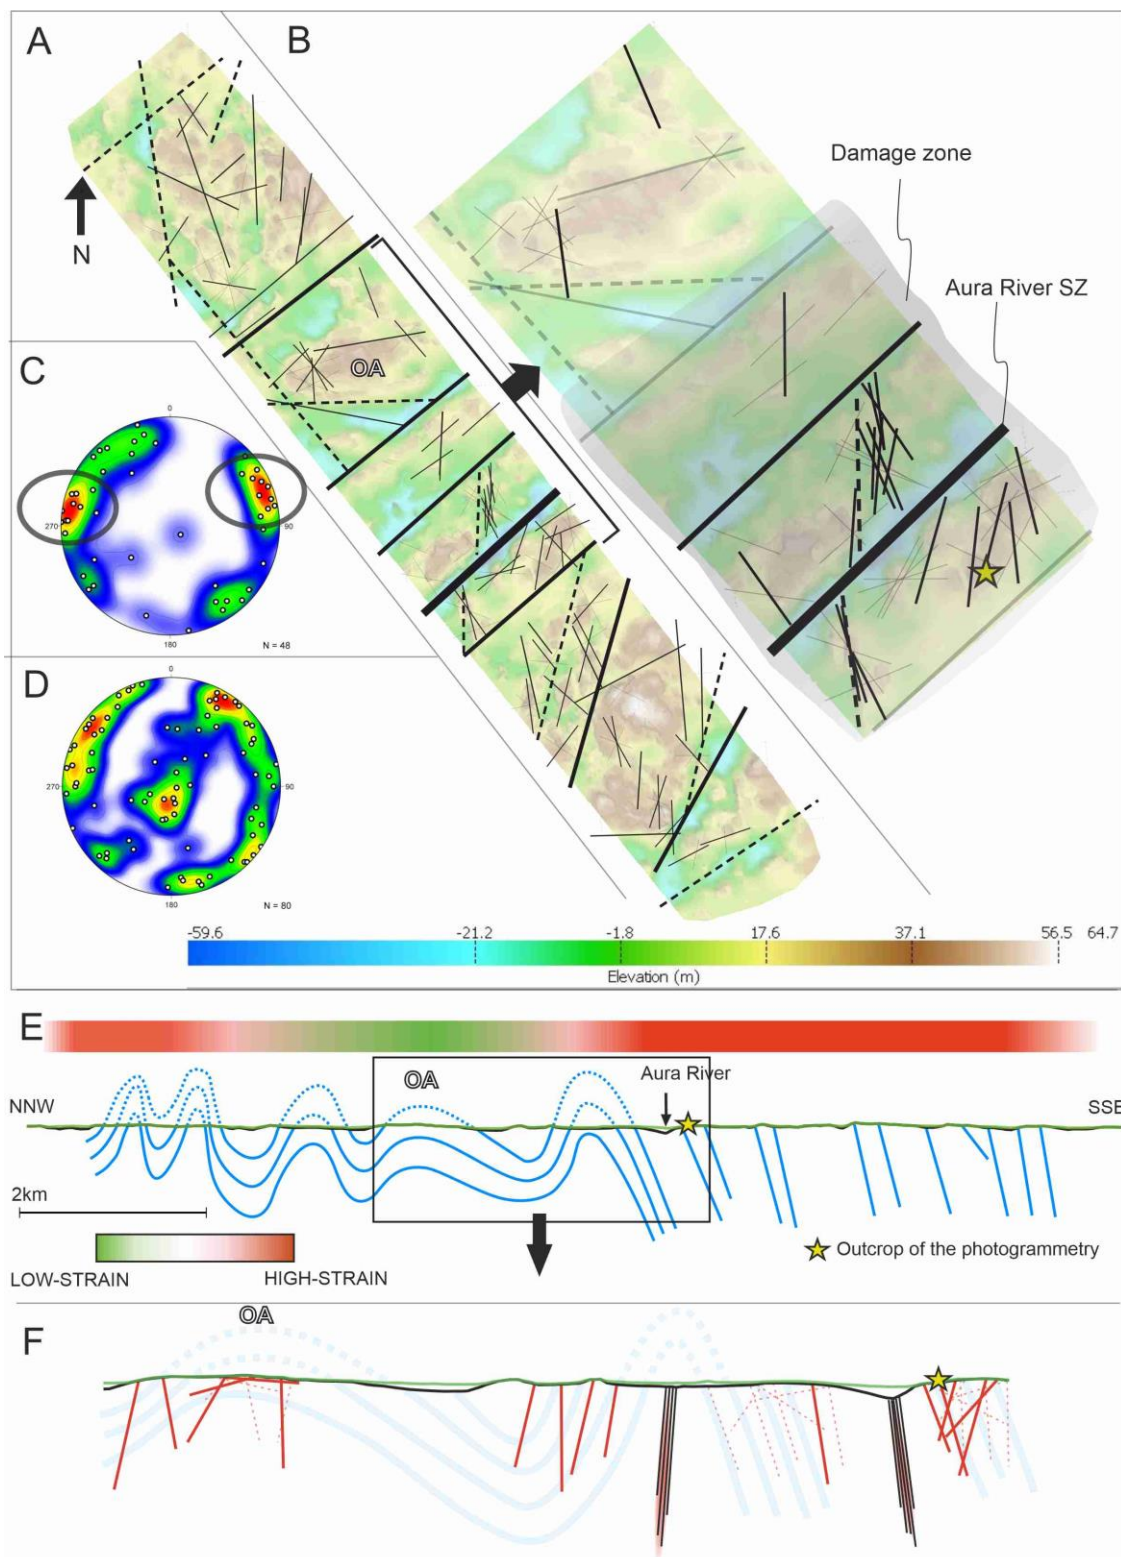 A
B
Damage zone
N
Aura River SZ
OA
C
0
270
90
180
N = 48
D
0
270
90
180
N = 80
-59.6 -21.2 -1.8 17.6 37.1 56.5 64.7
Elevation (m)
E
OA
Aura River
NNW
SSE
2km
Outcrop of the photogrammetry
LOW-STRAIN
HIGH-STRAIN
OA
F